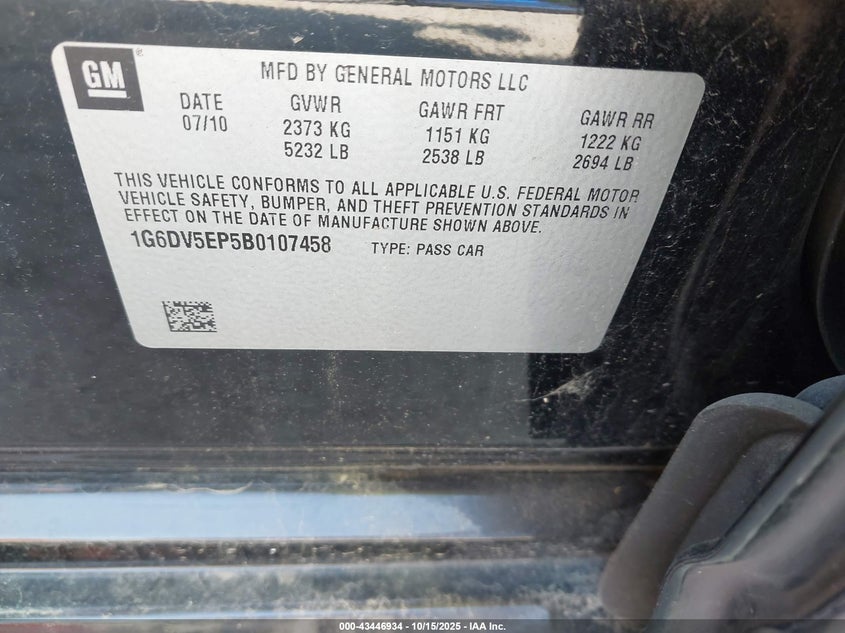 GM
MFD BY GENERAL MOTORS LLC
DATE GVWR GAWR FRT GAWR RR
07/10 2373 KG 1151 KG 1222 KG
5232 LB 2538 LB 2694 LB
THIS VEHICLE CONFORMS TO ALL APPLICABLE U.S. FEDERAL MOTOR
VEHICLE SAFETY, BUMPER, AND THEFT PREVENTION STANDARDS IN
EFFECT ON THE DATE OF MANUFACTURE SHOWN ABOVE.
1G6DV5EP5B0107458 TYPE: PASS CAR
000-43446934 - 10/15/2025 - IAA Inc.